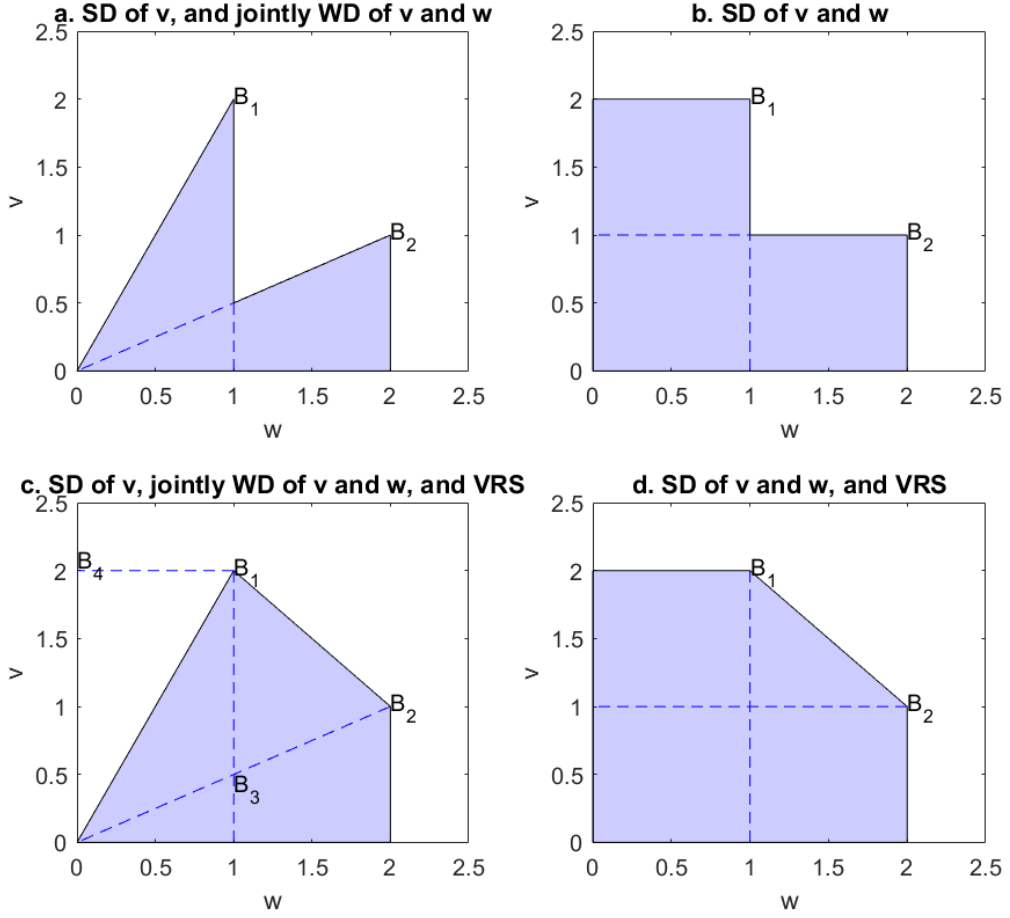 a. SD of v, and jointly WD of v and w
2.5
2
1.5
1
0.5
0
v
B1
B2
0 0.5 1 1.5 2 2.5
w
b. SD of v and w
2.5
2
1.5
1
0.5
0
v
B1
B2
0 0.5 1 1.5 2 2.5
w
c. SD of v, jointly WD of v and w, and VRS
2.5
2
1.5
1
0.5
0
v
B4
B1
B2
B3
0 0.5 1 1.5 2 2.5
w
d. SD of v and w, and VRS
2.5
2
1.5
1
0.5
0
v
B1
B2
0 0.5 1 1.5 2 2.5
w